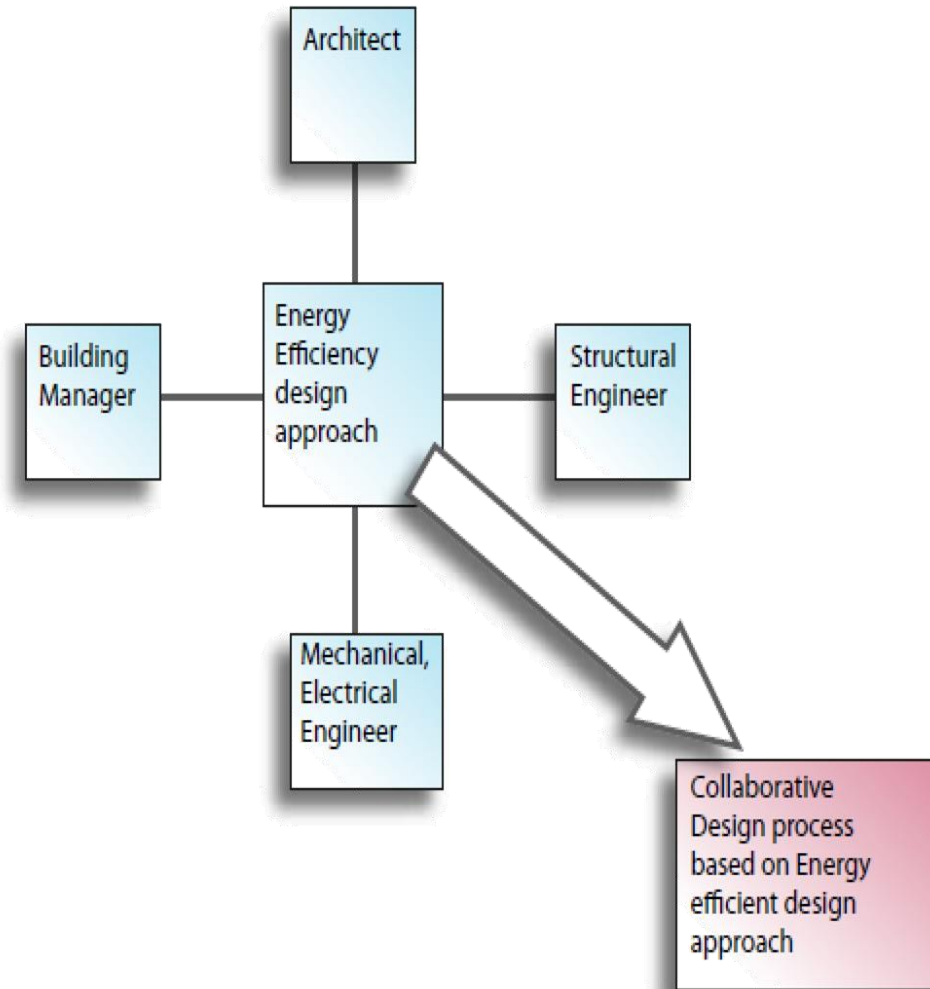 Architect
Energy
Efficiency
design
approach
Building
Manager
Structural
Engineer
Mechanical,
Electrical
Engineer
Collaborative
Design process
based on Energy
efficient design
approach